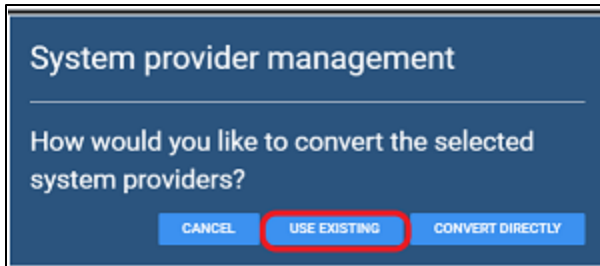 System provider management
How would you like to convert the selected
system providers?
CANCEL USE EXISTING CONVERT DIRECTLY